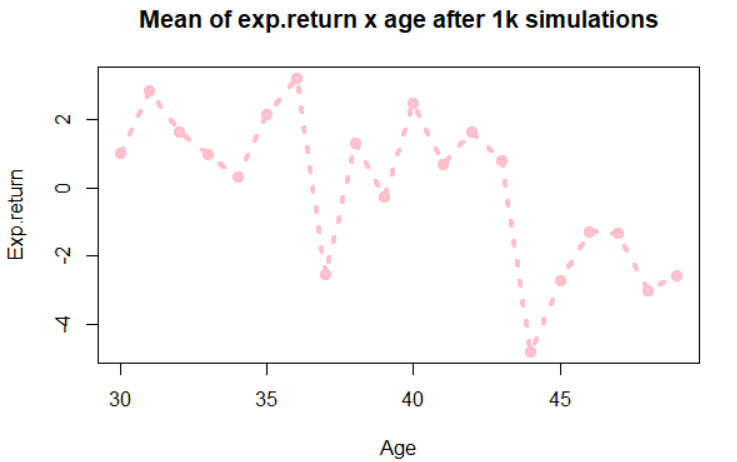 Mean of exp.return x age after 1k simulations
2
0
-2
-4
Exp.return
30 35 40 45
Age